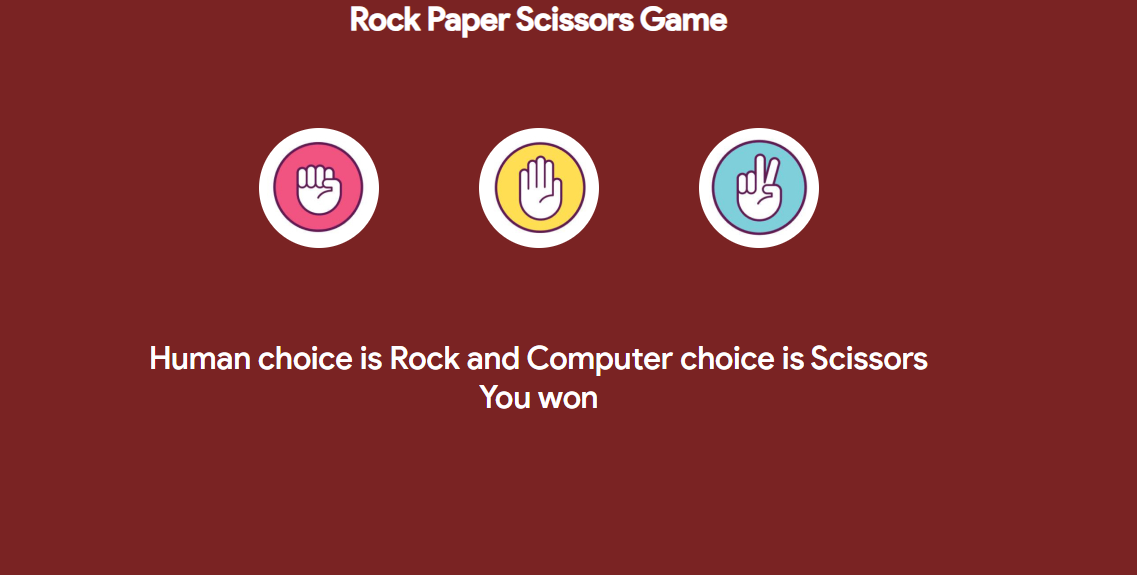 Rock Paper Scissors Game
Human choice is Rock and Computer choice is Scissors
You won